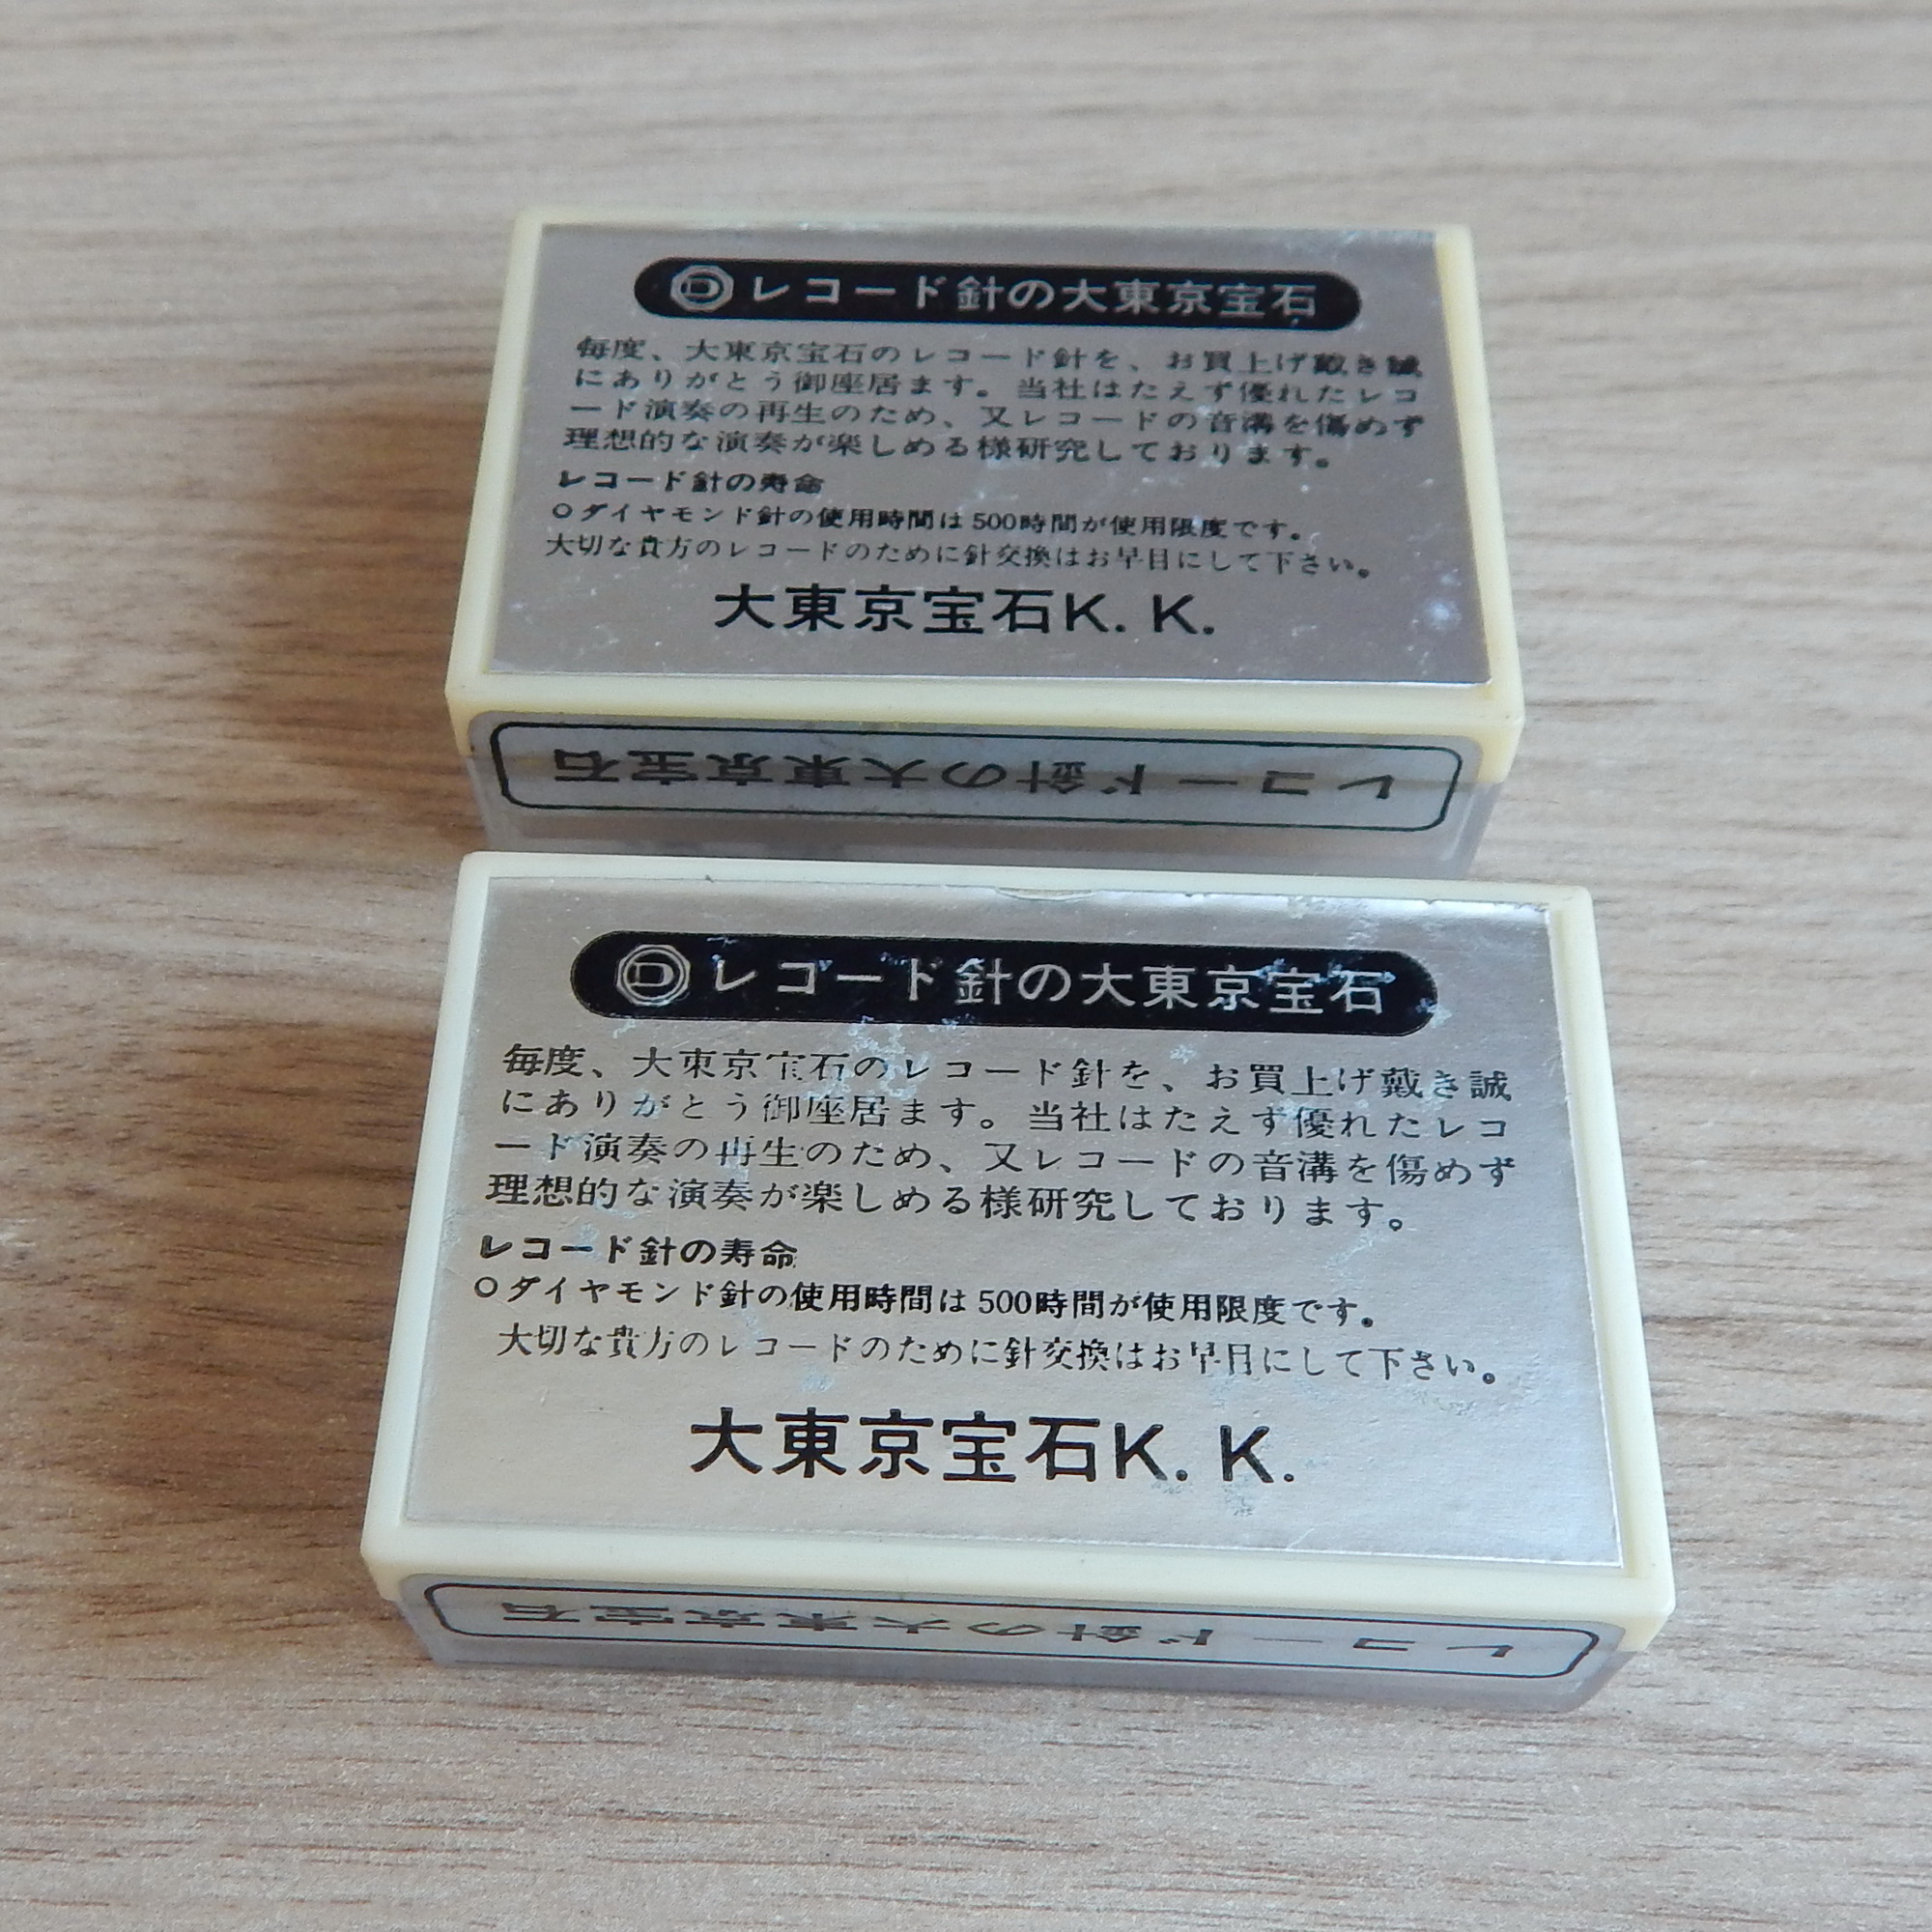 レコード針の大東京宝石
毎度、大東京宝石のレコード針を、お買上げ戴き誠
にありがとう御座居ます。当社はたえず優れたレコ
ード演奏の再生のため、又レコードの音溝を傷めず
理想的な演奏が楽しめる様研究しております。
レコード針の寿命
○ダイヤモンド針の使用時間は500時間が使用限度です。
大切な貴方のレコードのために針交換はお早目にして下さい。
大東京宝石K.K.
レコード針の大東京宝石
レコード針の大東京宝石
毎度、大東京宝石のレコード針を、お買上げ戴き誠
にありがとう御座居ます。当社はたえず優れたレコ
ード演奏の再生のため、又レコードの音溝を傷めず
理想的な演奏が楽しめる様研究しております。
レコード針の寿命
○ダイヤモンド針の使用時間は500時間が使用限度です。
大切な貴方のレコードのために針交換はお早目にして下さい。
大東京宝石K.K.
レコード針の大東京宝石